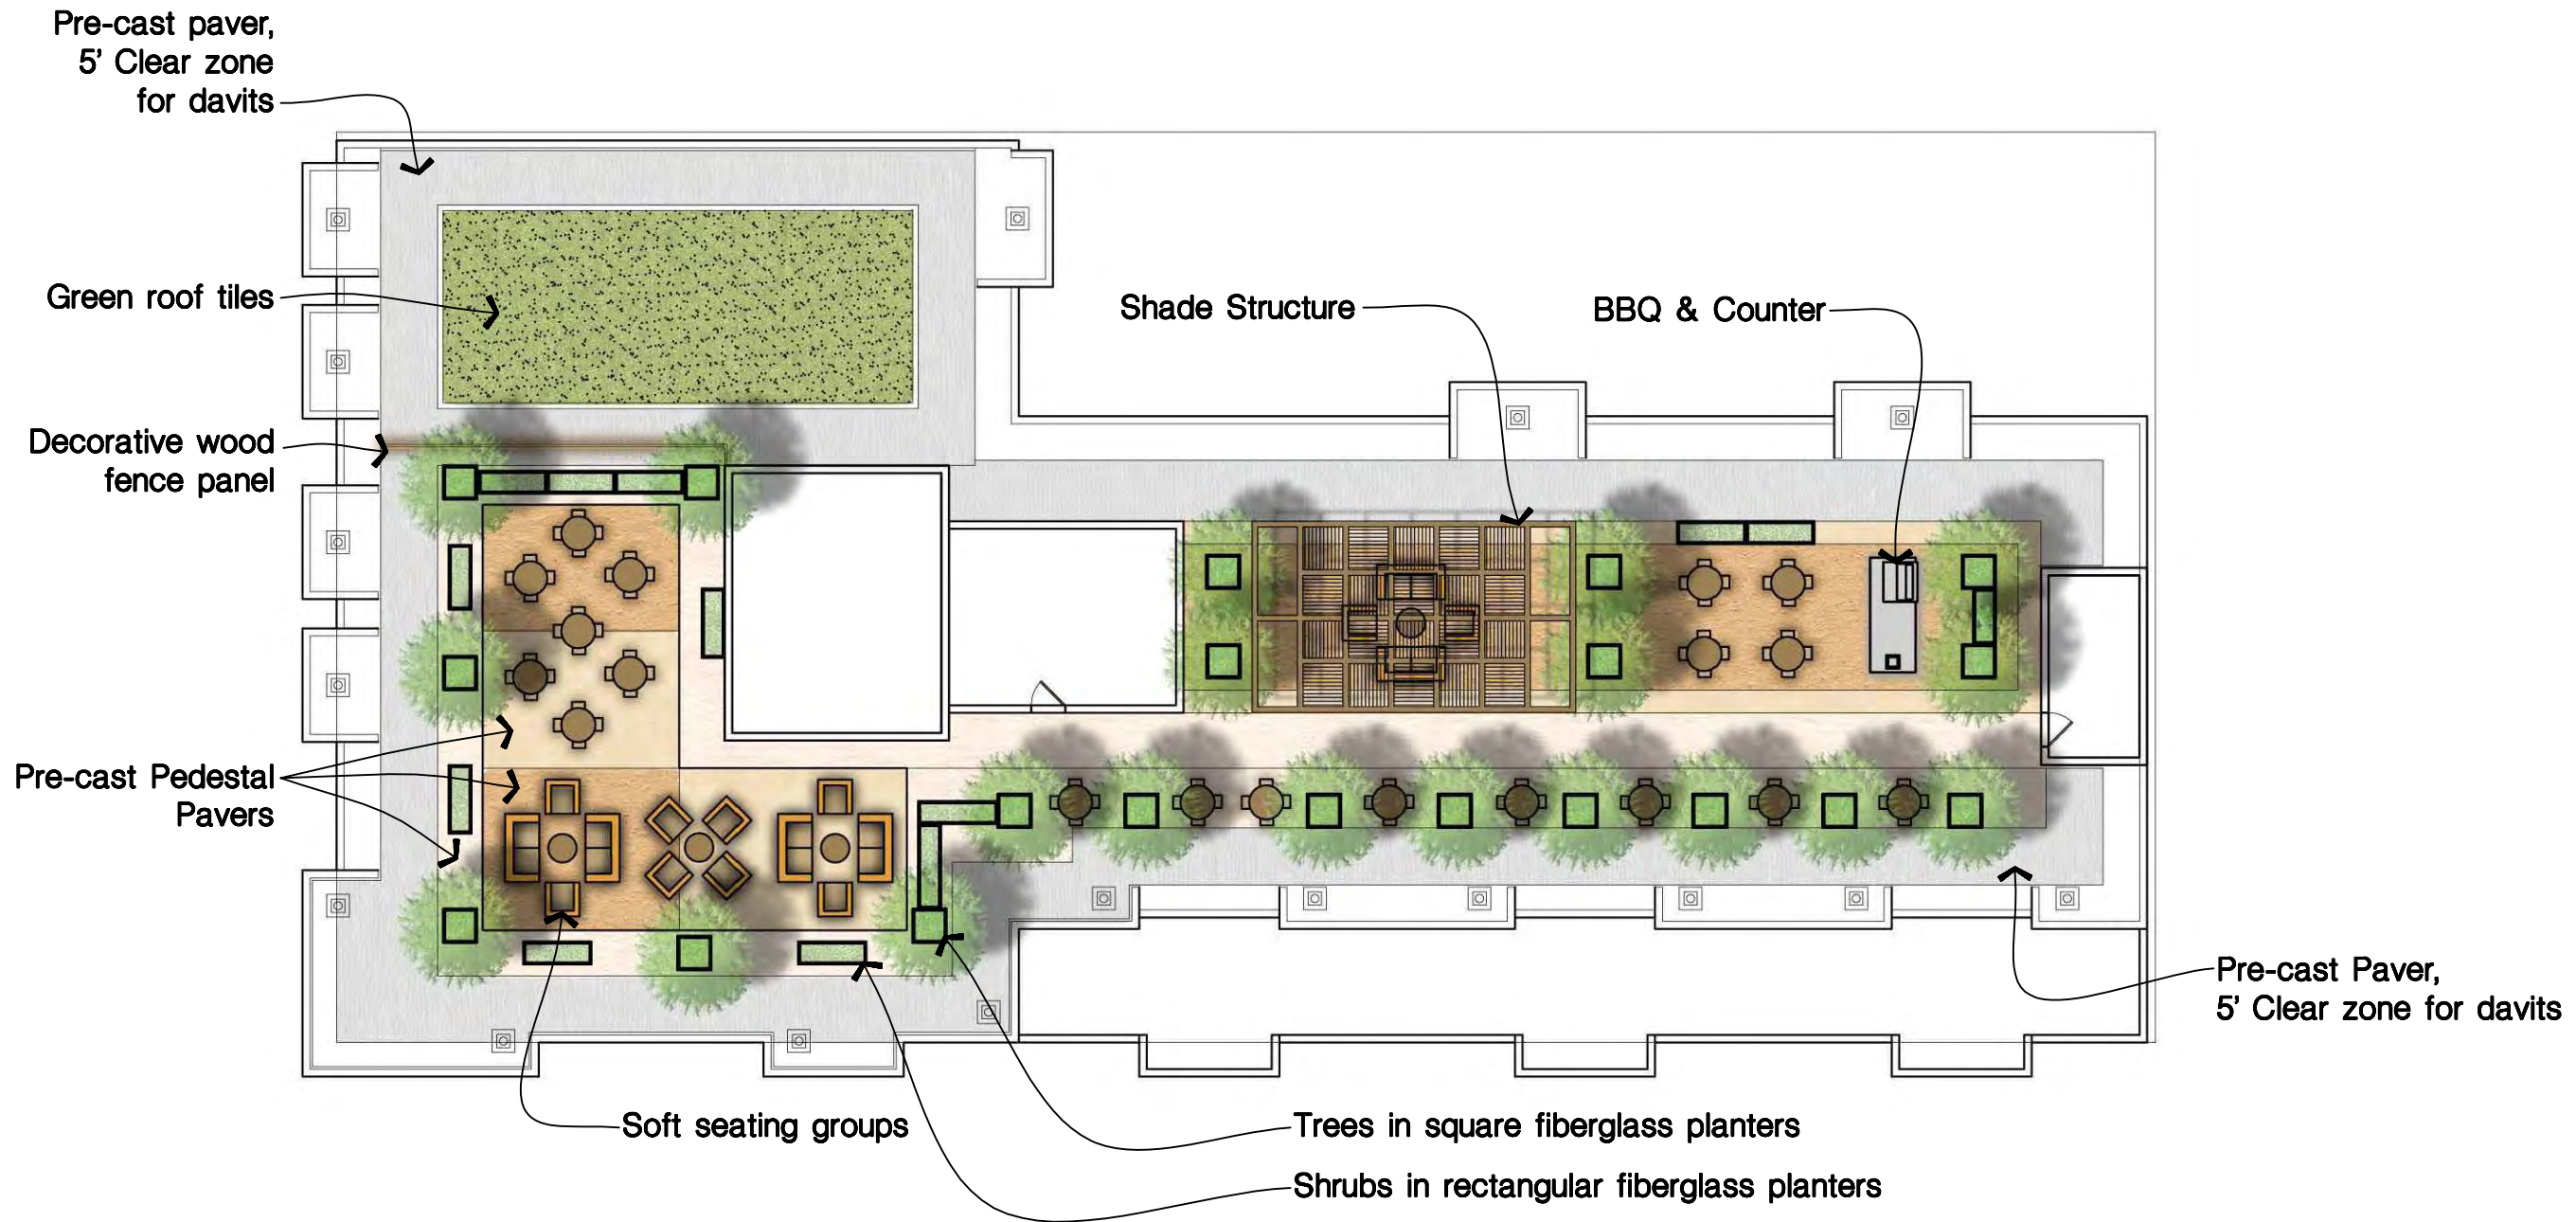 Pre-cast paver,
5' Clear zone
for davits
Green roof tiles
Shade Structure
BBQ & Counter
Decorative wood
fence panel
Pre-cast Pedestal
Pavers
Pre-cast Paver,
5' Clear zone for davits
Soft seating groups
Trees in square fiberglass planters
Shrubs in rectangular fiberglass planters